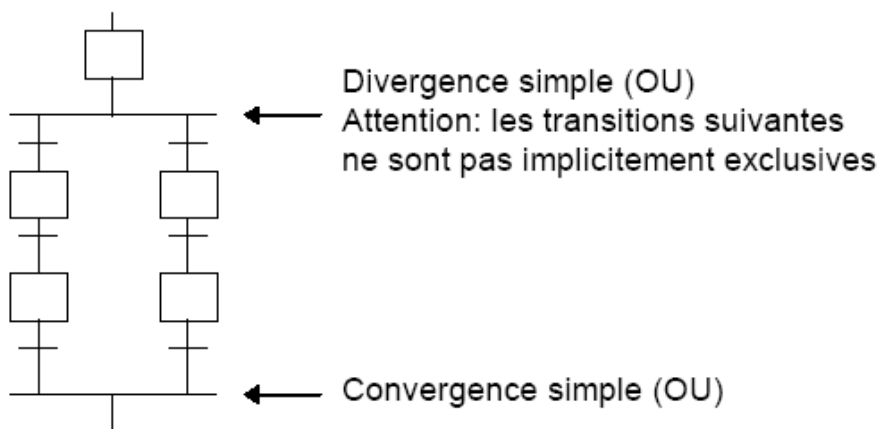 Divergence simple (OU)
Attention: les transitions suivantes
ne sont pas implicitement exclusives
Convergence simple (OU)